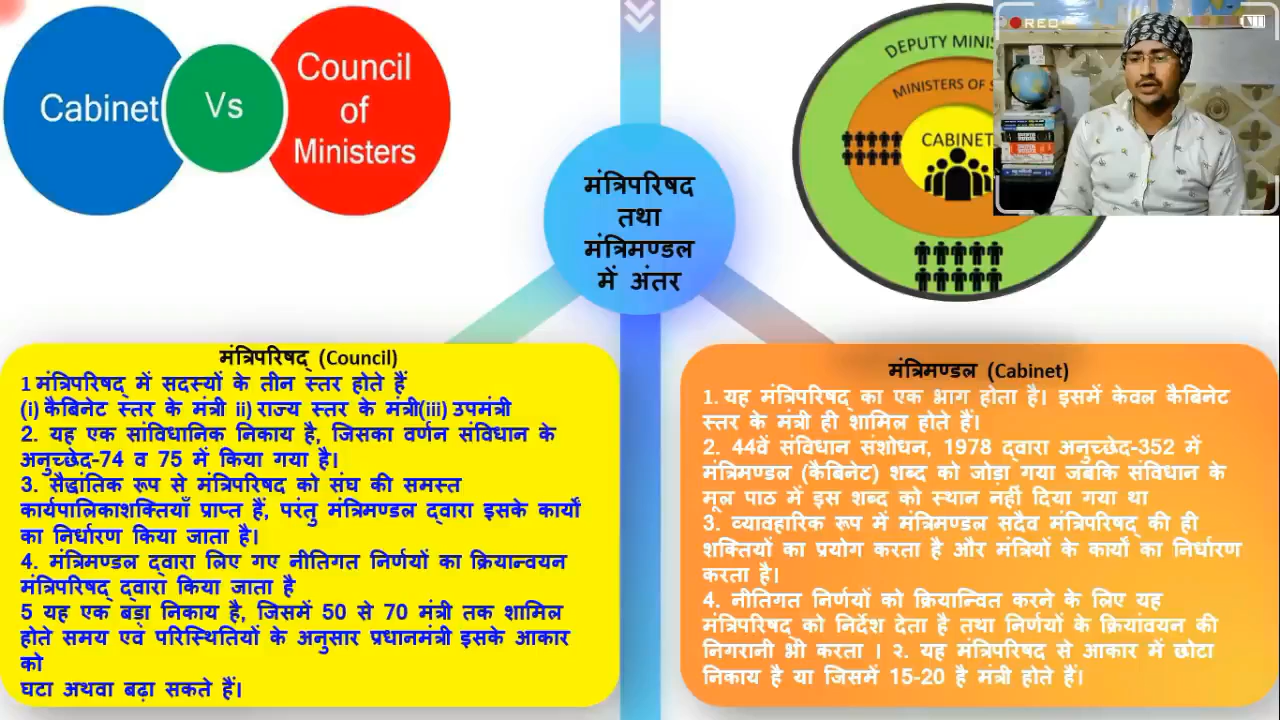 Cabinet
Vs
Council
of
Ministers
मंत्रिपरिषद
तथा
मंत्रिमण्डल
में अंतर
DEPUTY MINIS
MINISTERS OF S
CABINET
REC
मंत्रिपरिषद् (Council)
1 मंत्रिपरिषद् में सदस्यों के तीन स्तर होते हैं
(i) कैबिनेट स्तर के मंत्री ii) राज्य स्तर के मंत्री(iii) उपमंत्री
2. यह एक सांविधानिक निकाय है, जिसका वर्णन संविधान के
अनुच्छेद-74 व 75 में किया गया है।
3. सैद्धांतिक रूप से मंत्रिपरिषद को संघ की समस्त
कार्यपालिकाशक्तियाँ प्राप्त हैं, परंतु मंत्रिमण्डल द्वारा इसके कार्यों
का निर्धारण किया जाता है।
4. मंत्रिमण्डल द्वारा लिए गए नीतिगत निर्णयों का क्रियान्वयन
मंत्रिपरिषद् द्वारा किया जाता है
5 यह एक बड़ा निकाय है, जिसमें 50 से 70 मंत्री तक शामिल
होते समय एवं परिस्थितियों के अनुसार प्रधानमंत्री इसके आकार
को
घटा अथवा बढ़ा सकते हैं।
मंत्रिमण्डल (Cabinet)
1. यह मंत्रिपरिषद् का एक भाग होता है। इसमें केवल कैबिनेट
स्तर के मंत्री ही शामिल होते हैं।
2. 44वें संविधान संशोधन, 1978 द्वारा अनुच्छेद-352 में
मंत्रिमण्डल (कैबिनेट) शब्द को जोड़ा गया जबकि संविधान के
मूल पाठ में इस शब्द को स्थान नहीं दिया गया था
3. व्यावहारिक रूप में मंत्रिमण्डल सदैव मंत्रिपरिषद् की ही
शक्तियों का प्रयोग करता है और मंत्रियों के कार्यों का निर्धारण
करता है।
4. नीतिगत निर्णयों को क्रियान्वित करने के लिए यह
मंत्रिपरिषद् को निर्देश देता है तथा निर्णयों के क्रियांवयन की
निगरानी भी करता । २. यह मंत्रिपरिषद से आकार में छोटा
निकाय है या जिसमें 15-20 है मंत्री होते हैं।